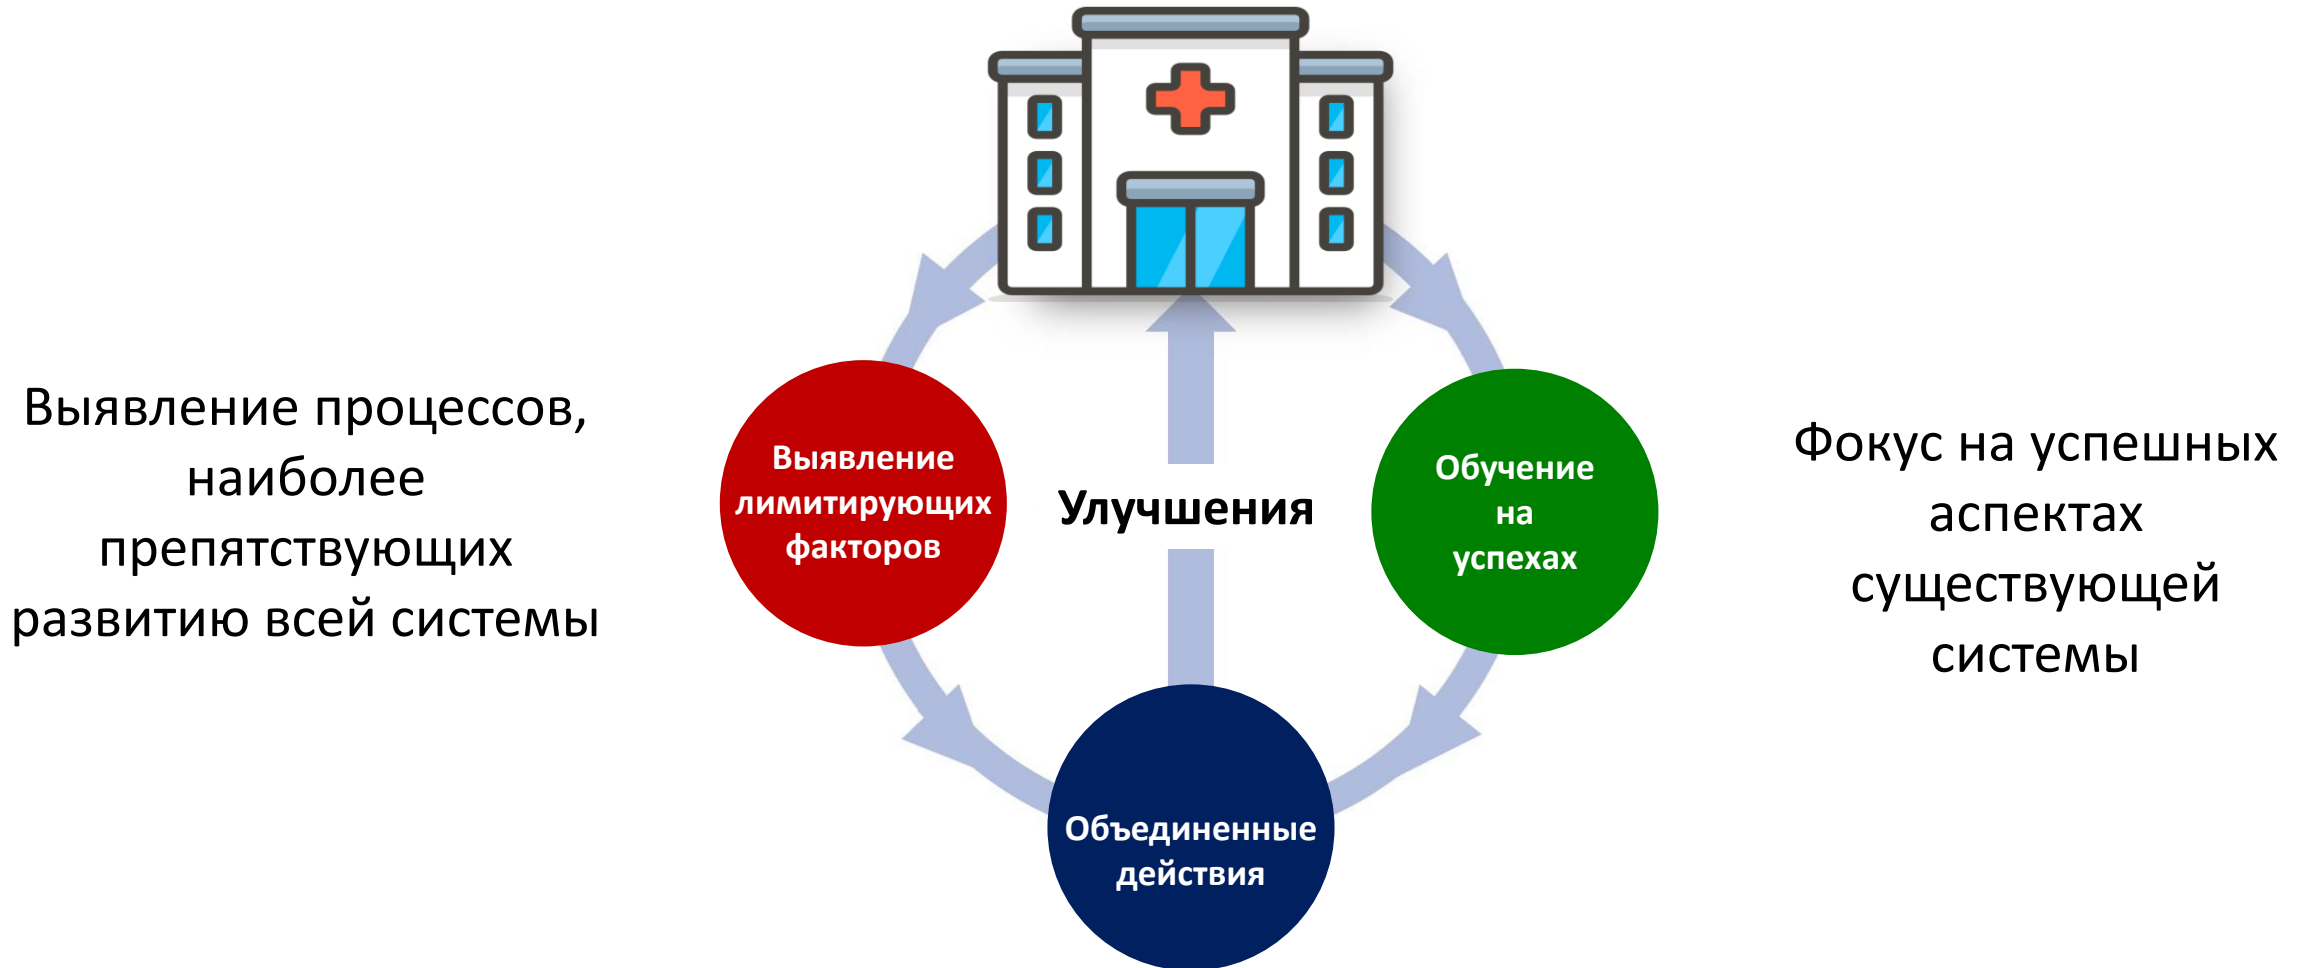 Выявление процессов,
наиболее
препятствующих
развитию всей системы
Выявление
лимитирующих
факторов
Улучшения
Обучение
на
успехах
Фокус на успешных
аспектах
существующей
системы
Объединенные
действия